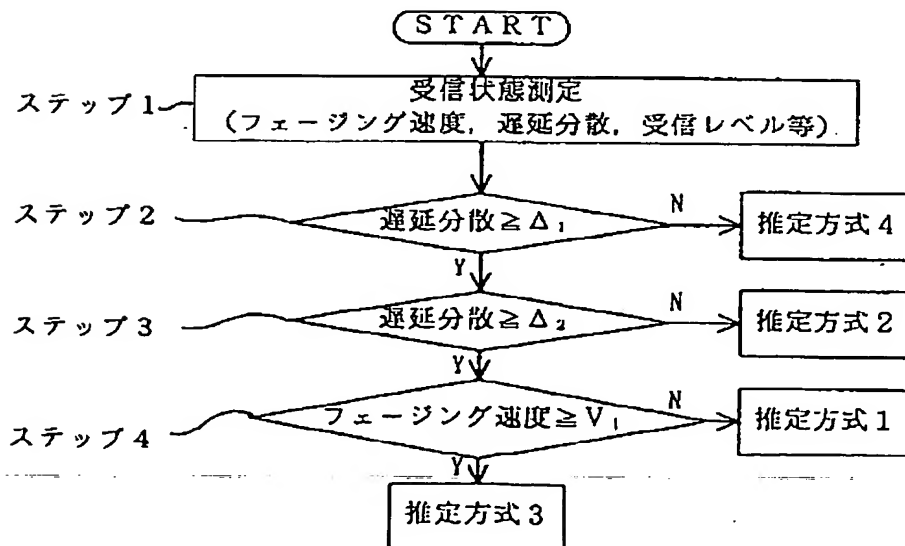 START
ステップ1
受信状態測定
(フェージング速度, 遅延分散, 受信レベル等)
ステップ2
遅延分散≧Δ₁
N
推定方式4
Y
ステップ3
遅延分散≧Δ₂
N
推定方式2
Y
ステップ4
フェージング速度≧V₁
N
推定方式1
Y
推定方式3